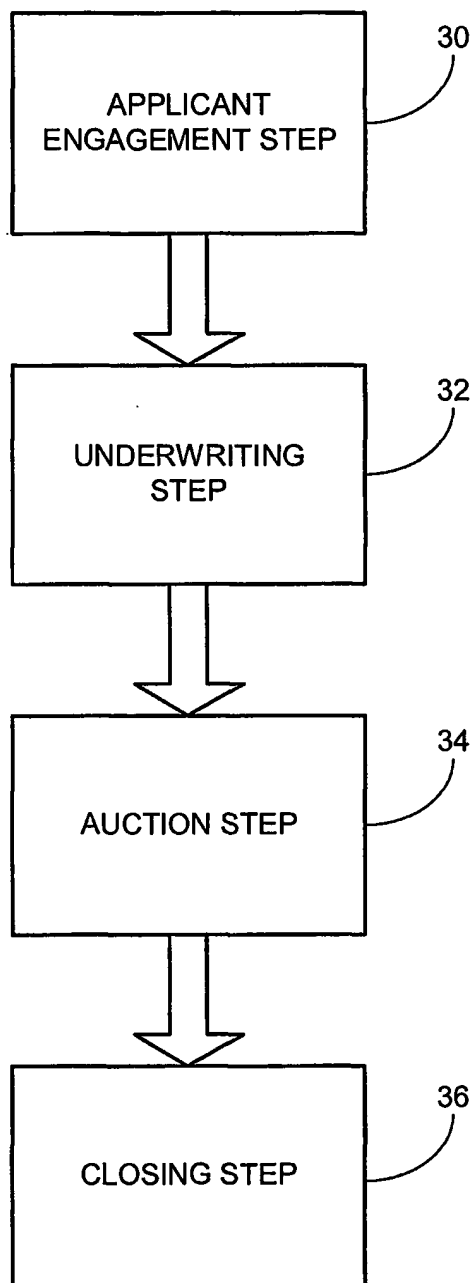 30
APPLICANT
ENGAGEMENT STEP
32
UNDERWRITING
STEP
34
AUCTION STEP
36
CLOSING STEP